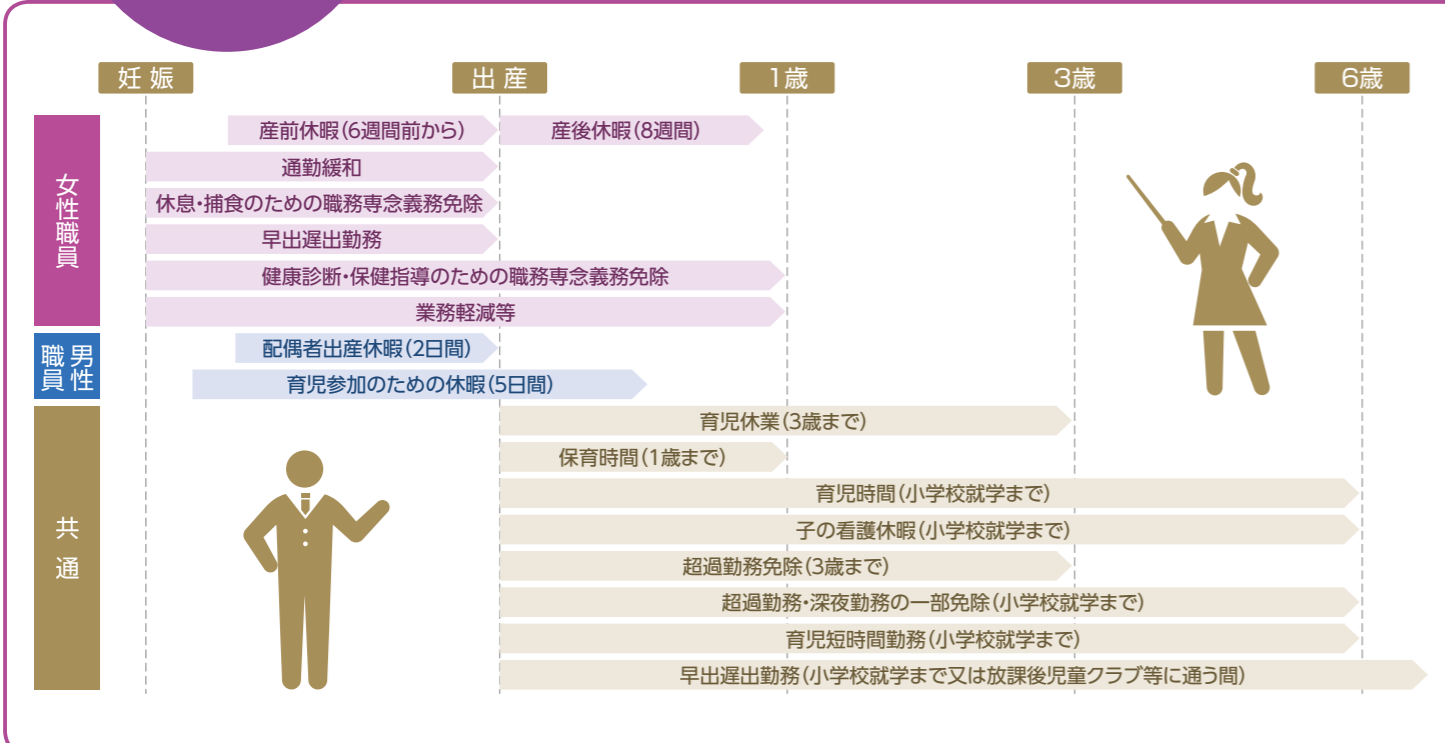 妊 娠
出 産
1歳
3歳
6歳
女性職員
産前休暇(6週間前から)
産後休暇(8週間)
通勤緩和
休息・捕食のための職務専念義務免除
早出遅出勤務
健康診断・保健指導のための職務専念義務免除
業務軽減等
男性
職員
配偶者出産休暇(2日間)
育児参加のための休暇(5日間)
共 通
育児休業(3歳まで)
保育時間(1歳まで)
育児時間(小学校就学まで)
子の看護休暇(小学校就学まで)
超過勤務免除(3歳まで)
超過勤務・深夜勤務の一部免除(小学校就学まで)
育児短時間勤務(小学校就学まで)
早出遅出勤務(小学校就学まで又は放課後児童クラブ等に通う間)